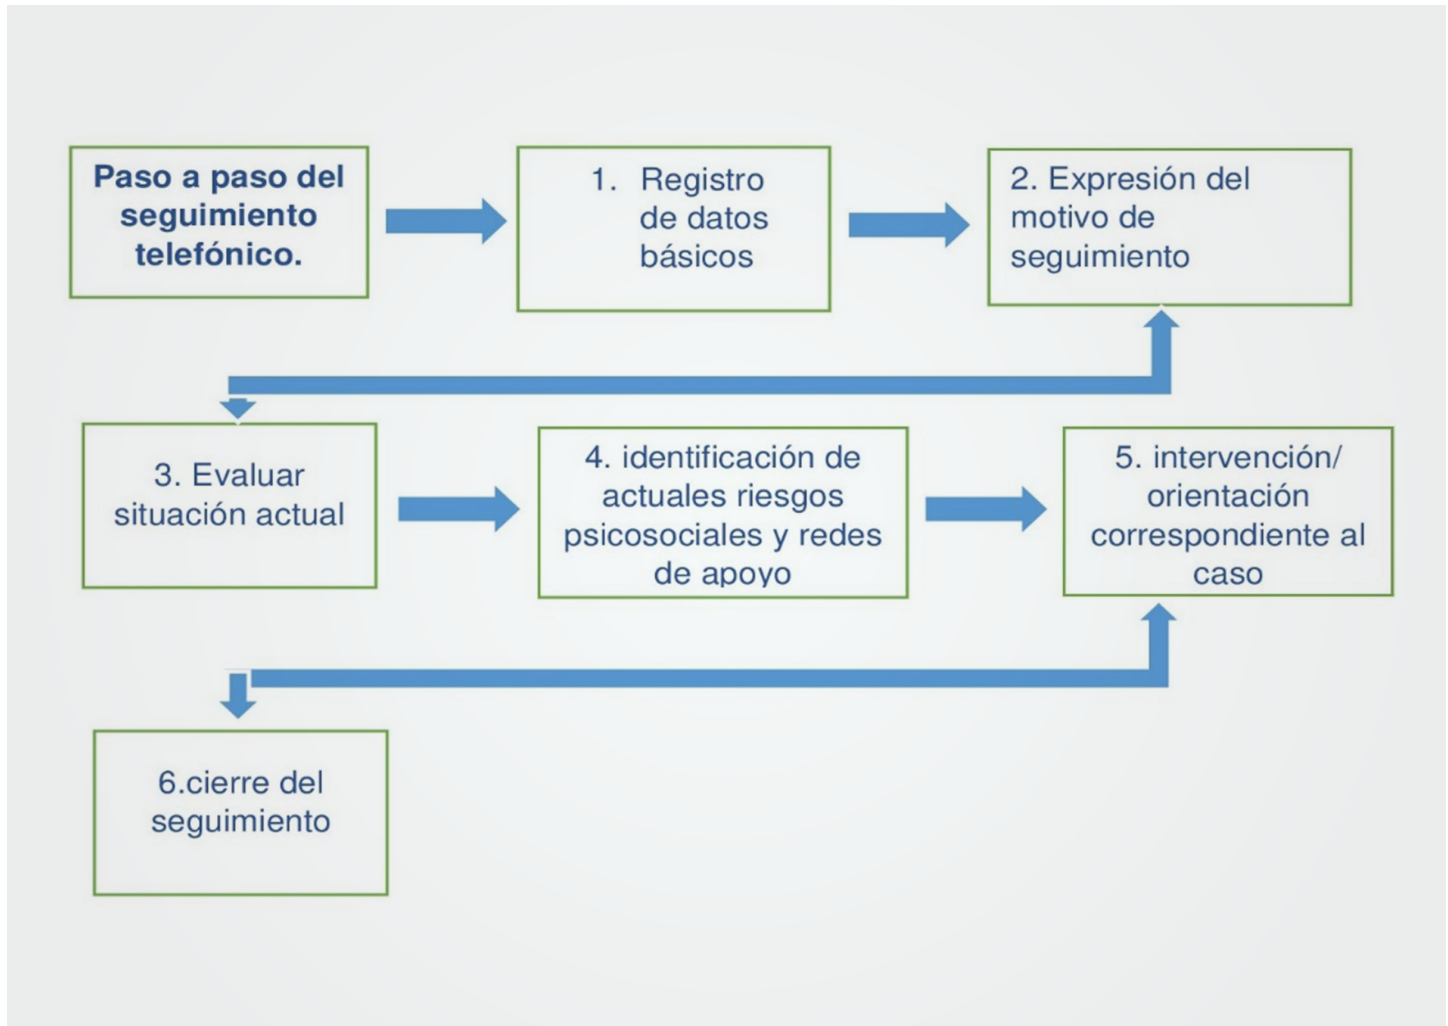 Paso a paso del
seguimiento
telefónico.
1. Registro
de datos
básicos
2. Expresión del
motivo de
seguimiento
3. Evaluar
situación actual
4. identificación de
actuales riesgos
psicosociales y redes
de apoyo
5. intervención/
orientación
correspondiente al
caso
6.cierre del
seguimiento